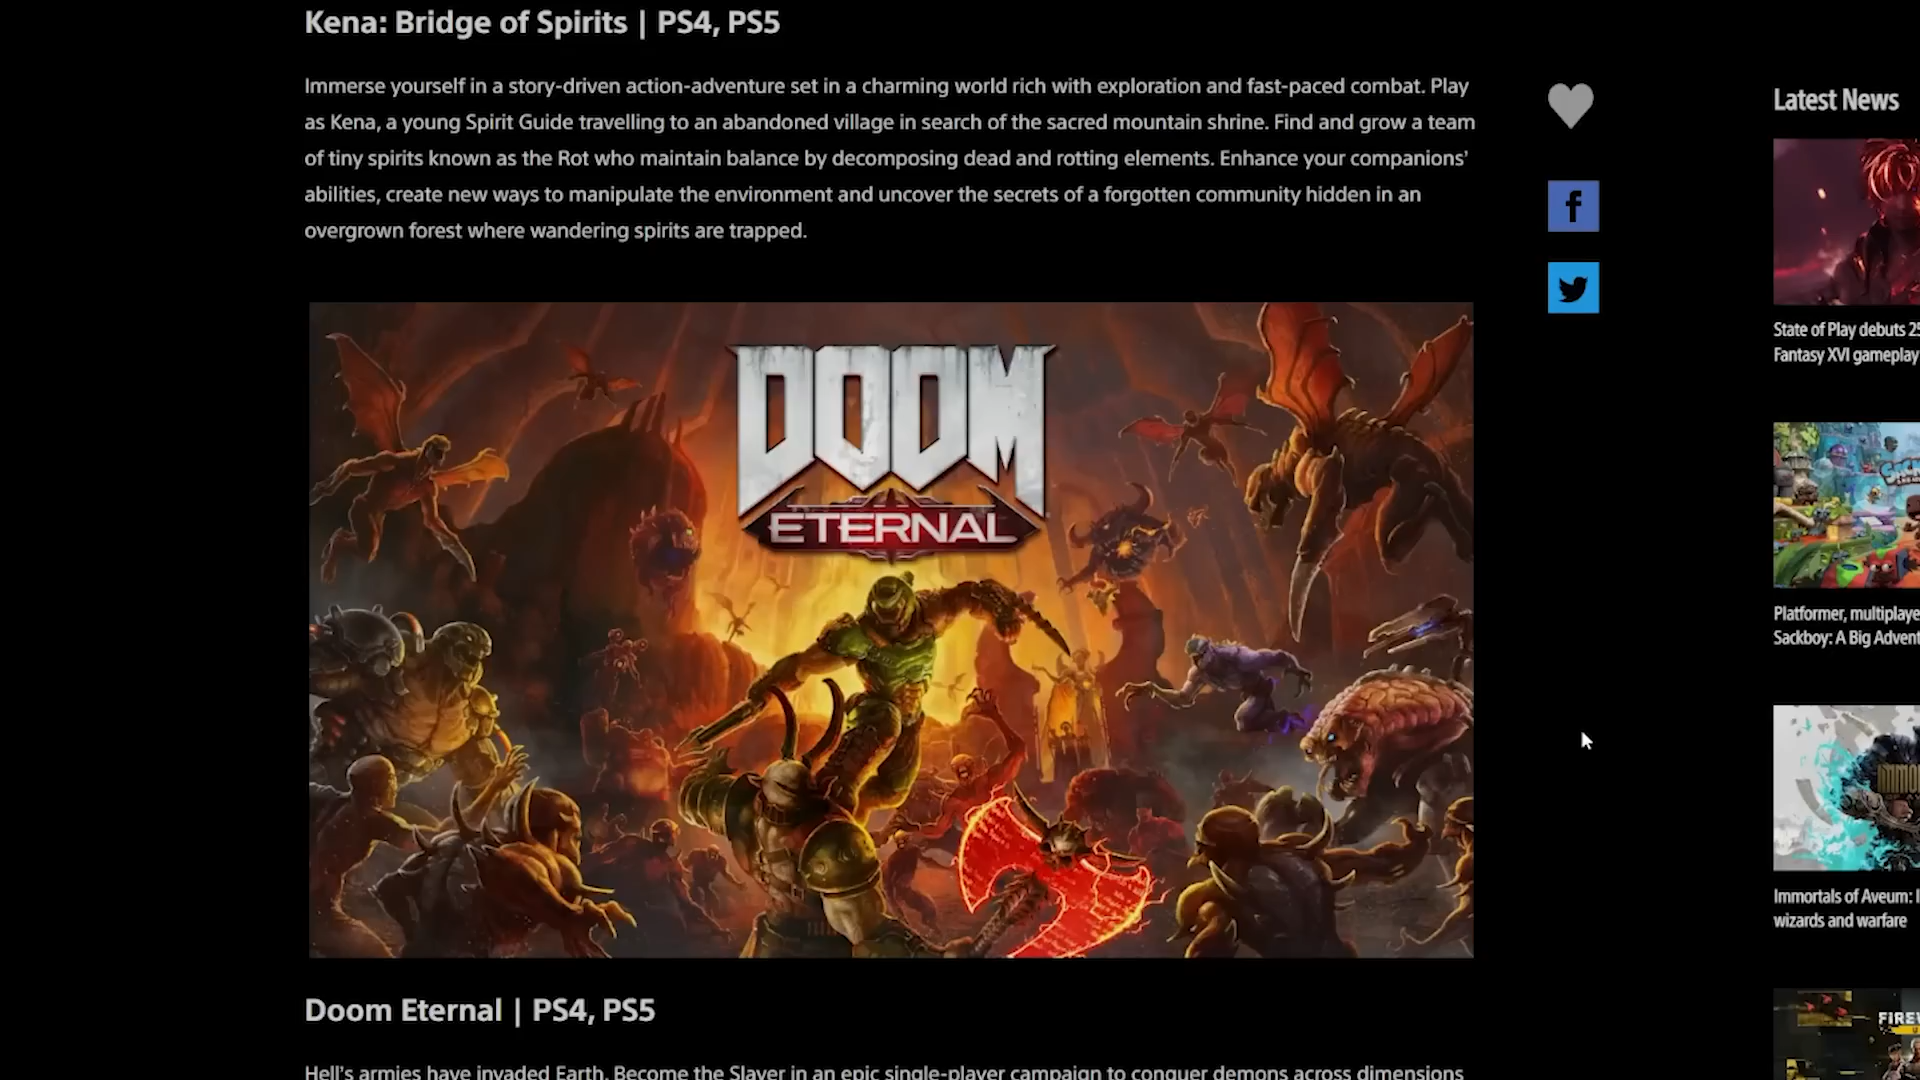 Kena: Bridge of Spirits | PS4, PS5
Immerse yourself in a story-driven action-adventure set in a charming world rich with exploration and fast-paced combat. Play
as Kena, a young Spirit Guide travelling to an abandoned village in search of the sacred mountain shrine. Find and grow a team
of tiny spirits known as the Rot who maintain balance by decomposing dead and rotting elements. Enhance your companions'
abilities, create new ways to manipulate the environment and uncover the secrets of a forgotten community hidden in an
overgrown forest where wandering spirits are trapped.
DOOM
ETERNAL
Doom Eternal | PS4, PS5
Hell's armies have invaded Earth. Become the Slayer in an epic single-player campaign to conquer demons across dimensions
Latest News
State of Play debuts 25
Fantasy XVI gameplay
Platformer, multiplaye
Sackboy: A Big Advent
Immortals of Aveum:
wizards and warfare